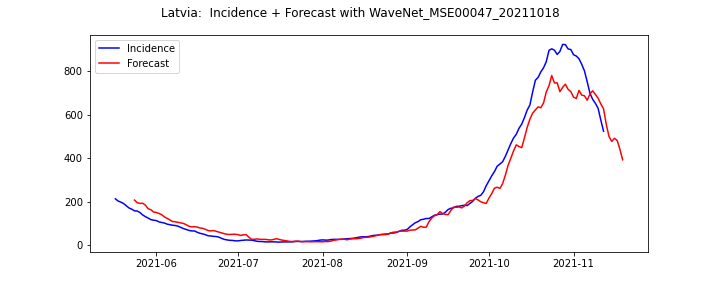 Latvia:  Incidence + Forecast with WaveNet_MSE00047_20211018
Incidence
Forecast
800
600
400
200
0
2021-06 2021-07 2021-08 2021-09 2021-10 2021-11